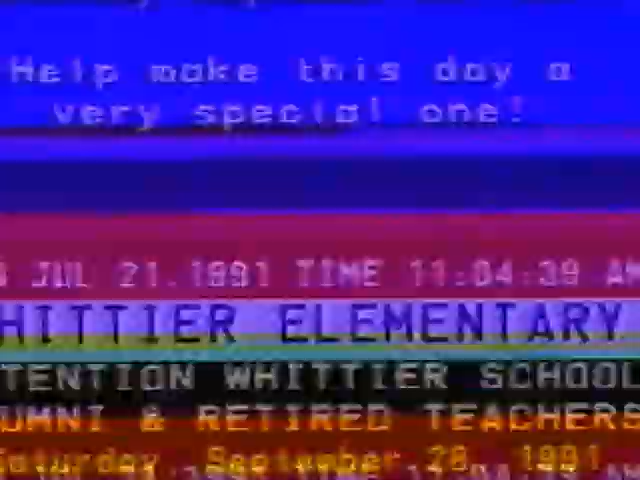 Help make this day a
very special one!
JUL 21,1991 TIME 11:04:39 AM
HITTIER ELEMENTARY
TENTION WHITTIER SCHOOL
UMNI & RETIRED TEACHERS
Saturday, September 28, 1991